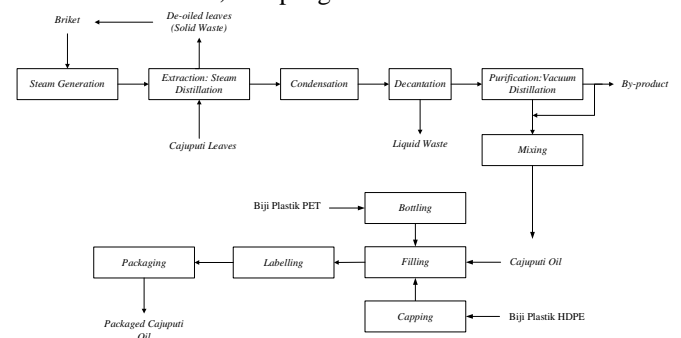 Briket
De-oiled leaves
(Solid Waste)
Steam Generation
Extraction: Steam
Distillation
Condensation
Decantation
Purification:Vacuum
Distillation
By-product
Cajuputi Leaves
Liquid Waste
Mixing
Biji Plastik PET
Bottling
Packaging
Labelling
Filling
Cajuputi Oil
Packaged Cajuputi
Oil
Capping
Biji Plastik HDPE